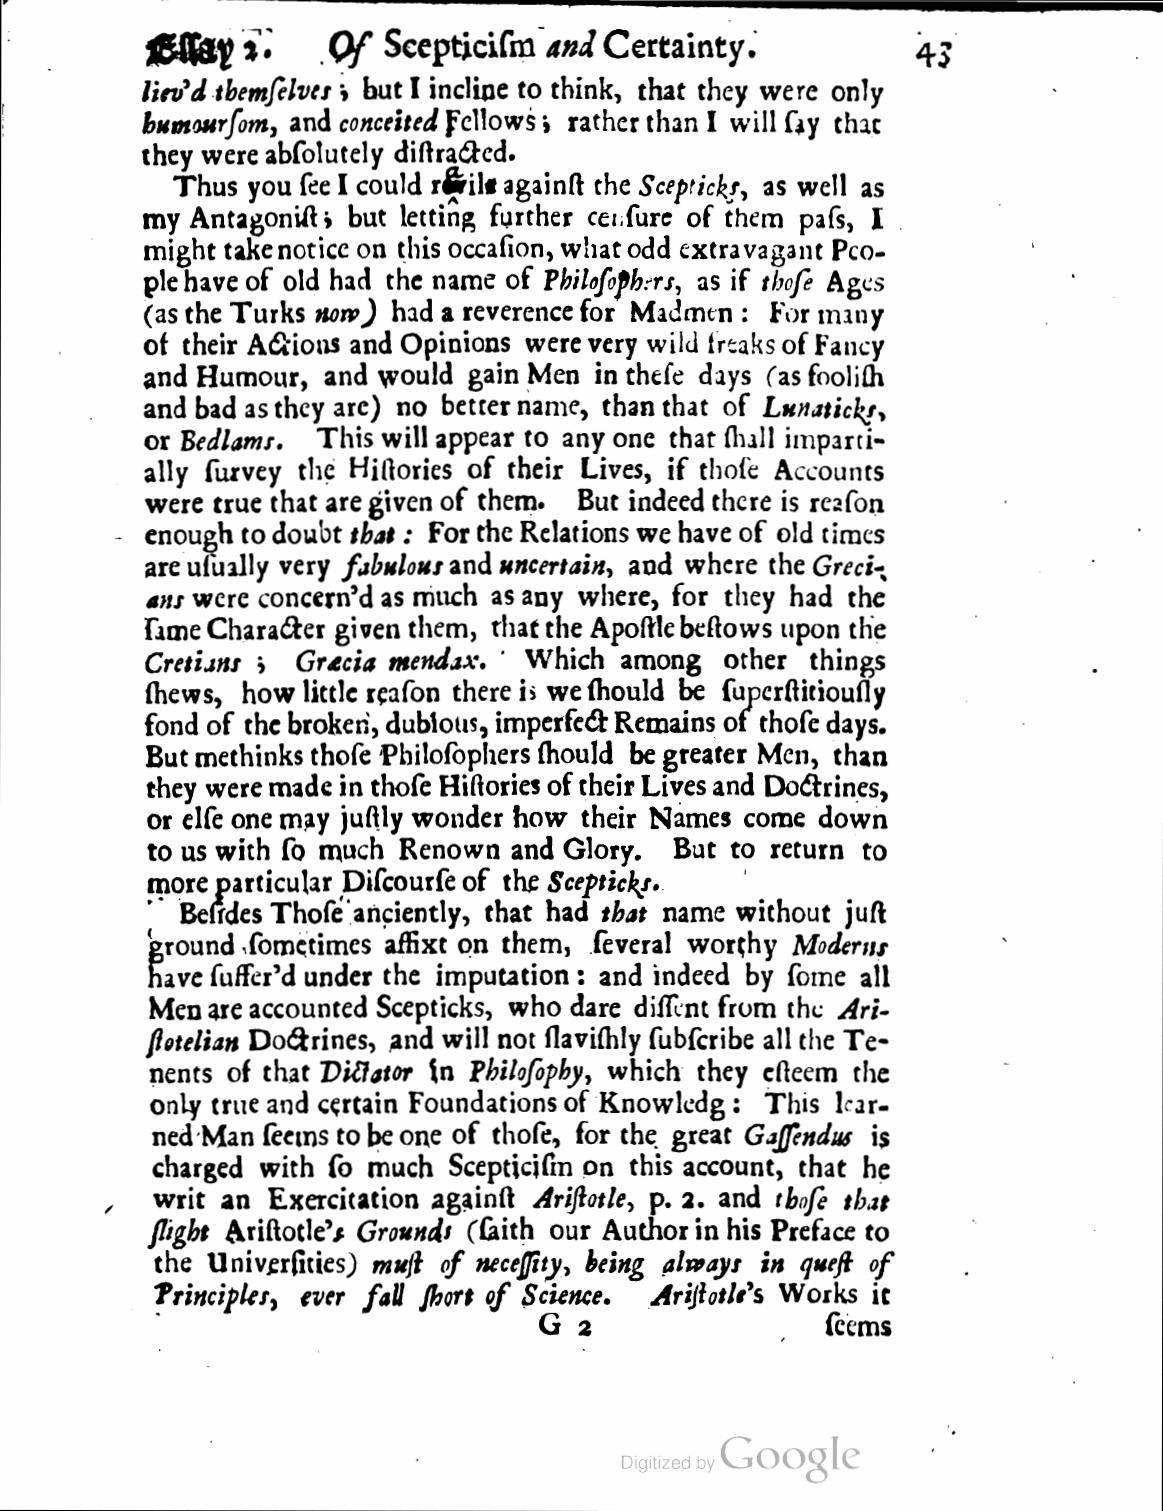 Essay 2. Of Scepticiſm and Certainty. 43
liev'd themſelves; but I incline to think, that they were only
humourſom, and conceited Fellows; rather than I will ſay that
they were abſolutely diſtracted.
Thus you ſee I could againſt the Scepticks, as well as
my Antagoniſt; but letting further cenſure of them paſs, I
might take notice on this occaſion, what odd extravagant Peo-
ple have of old had the name of Philoſophers, as if thoſe Ages
(as the Turks now) had a reverence for Madmen: For many
of their Actions and Opinions were very wild freaks of Fancy
and Humour, and would gain Men in theſe days (as fooliſh
and bad as they are) no better name, than that of Lunaticks,
or Bedlams. This will appear to any one that ſhall imparti-
ally ſurvey the Hiſtories of their Lives, if thoſe Accounts
were true that are given of them. But indeed there is reaſon
enough to doubt that: For the Relations we have of old times
are uſually very fabulous and uncertain, and where the Greci-
ans were concern'd as much as any where, for they had the
ſame Character given them, that the Apoſtle beſtows upon the
Cretians; Græcia mendax. Which among other things
ſhews, how little reaſon there is we ſhould be ſuperſtitiouſly
fond of the broken, dubious, imperfect Remains of thoſe days.
But methinks thoſe Philoſophers ſhould be greater Men, than
they were made in thoſe Hiſtories of their Lives and Doctrines,
or elſe one may juſtly wonder how their Names come down
to us with ſo much Renown and Glory. But to return to
more particular Diſcourſe of the Scepticks.
Beſides Thoſe anciently, that had that name without juſt
ground ſometimes affixt on them, ſeveral worthy Moderns
have ſuffer'd under the imputation: and indeed by ſome all
Men are accounted Scepticks, who dare diſſent from the Ari-
ſtotelian Doctrines, and will not ſlaviſhly ſubſcribe all the Te-
nents of that Dictator in Philoſophy, which they eſteem the
only true and certain Foundations of Knowledg: This lear-
ned Man ſeems to be one of thoſe, for the great Gaſſendus is
charged with ſo much Scepticiſm on this account, that he
writ an Exercitation againſt Ariſtotle, p. 2. and thoſe that
ſlight Ariſtotle's Grounds (ſaith our Author in his Preface to
the Univerſities) muſt of neceſſity, being always in queſt of
Principles, ever fall ſhort of Science. Ariſtotle's Works it
G 2 ſeems
Digitized by Google